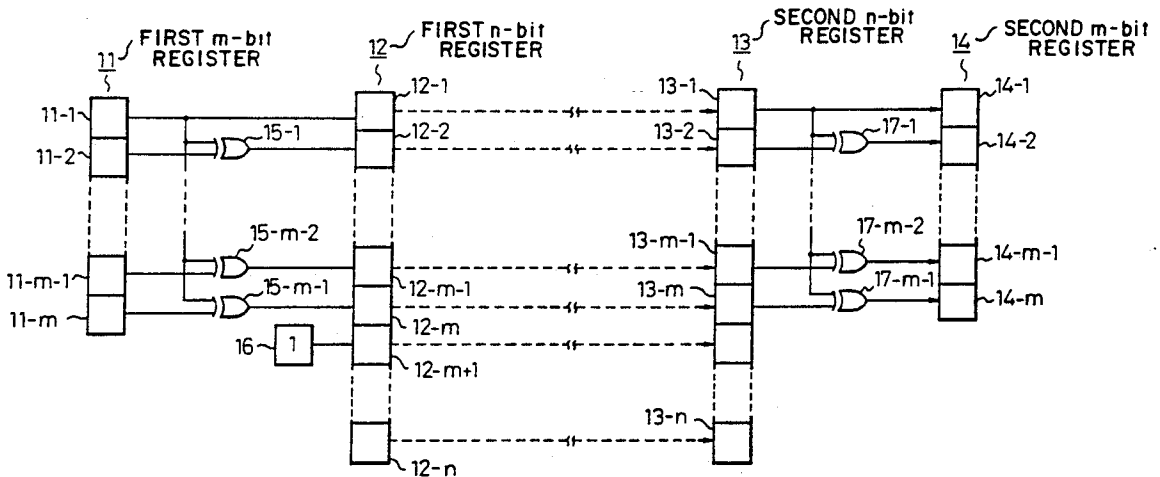 FIRST m-bit
REGISTER
11
FIRST n-bit
REGISTER
12
SECOND n-bit
REGISTER
13
SECOND m-bit
REGISTER
14
11-1
11-2
15-1
12-1
12-2
13-1
13-2
17-1
14-1
14-2
15-m-2
13-m-1
17-m-2
11-m-1
15-m-1
12-m-1
13-m
17-m-1
14-m-1
11-m
12-m
14-m
16
1
12-m+1
13-n
12-n